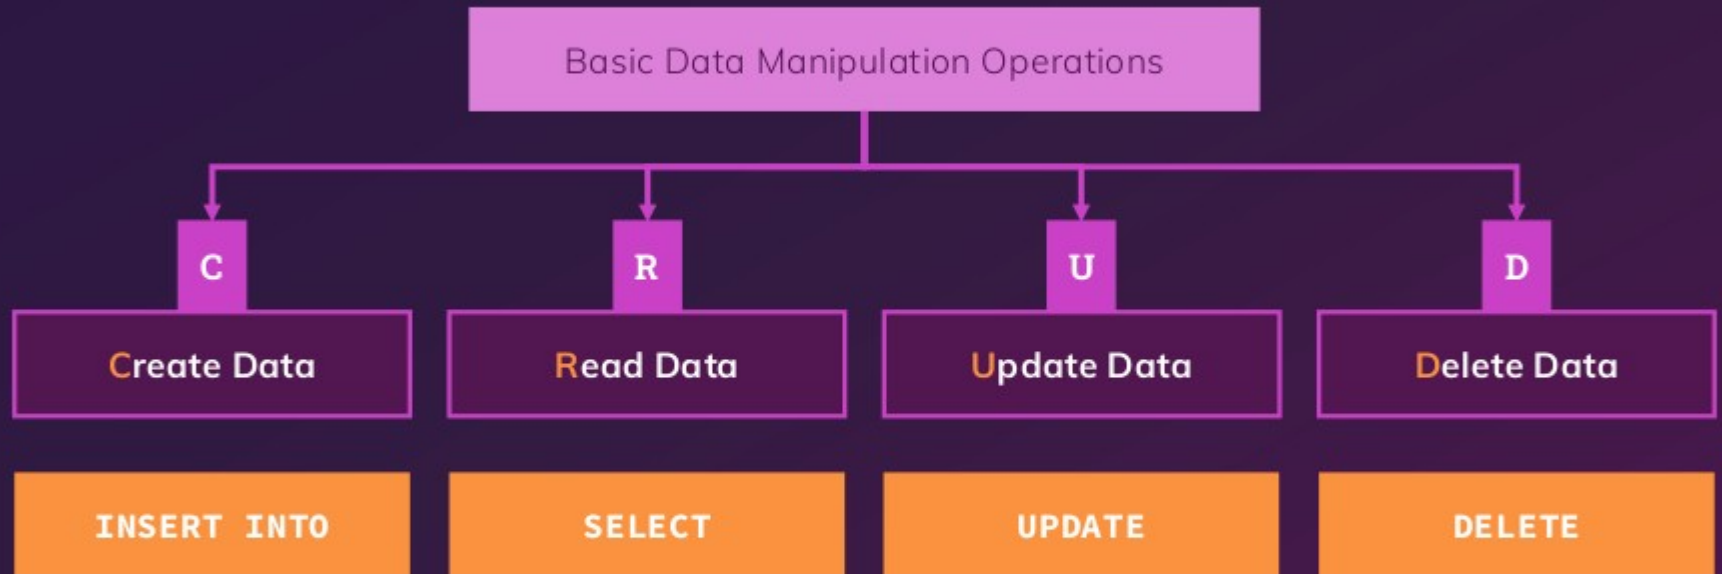 Basic Data Manipulation Operations
C
R
U
D
Create Data
Read Data
Update Data
Delete Data
INSERT INTO
SELECT
UPDATE
DELETE